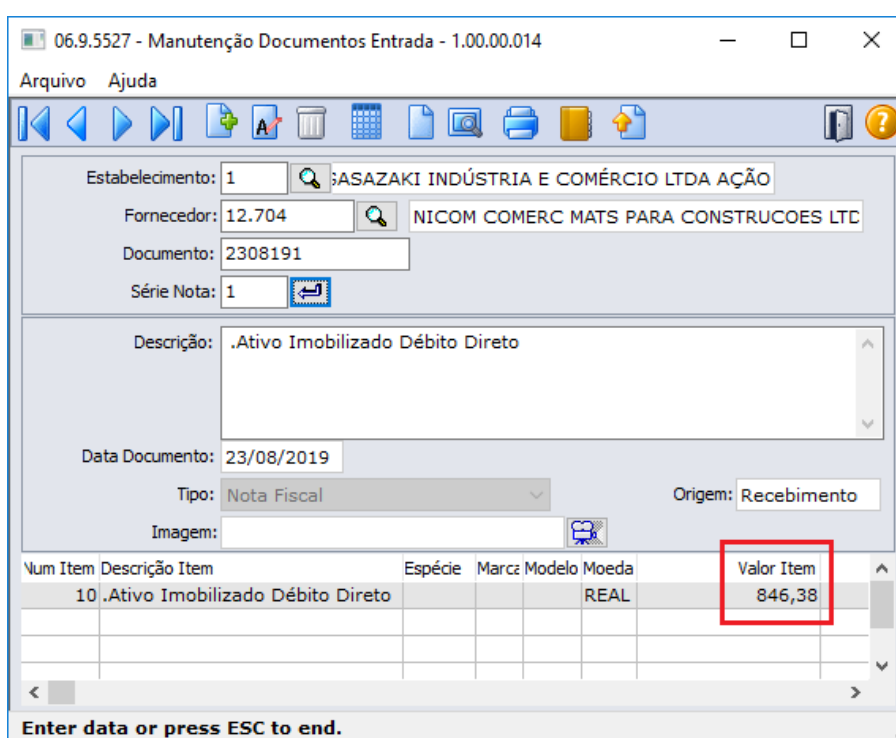 06.9.5527 - Manutenção Documentos Entrada - 1.00.00.014
Arquivo Ajuda
Estabelecimento: 1 SASAZAKI INDÚSTRIA E COMÉRCIO LTDA AÇÃO
Fornecedor: 12.704 NICOM COMERC MATS PARA CONSTRUCOES LTD
Documento: 2308191
Série Nota: 1
Descrição: .Ativo Imobilizado Débito Direto
Data Documento: 23/08/2019
Tipo: Nota Fiscal Origem: Recebimento
Imagem:
Num Item Descrição Item Espécie Marca Modelo Moeda Valor Item
10 .Ativo Imobilizado Débito Direto REAL 846,38
Enter data or press ESC to end.